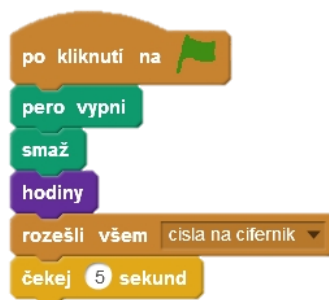 po kliknutí na
pero vypni
smaž
hodiny
rozešli všem cisla na cifernik
čekej 5 sekund